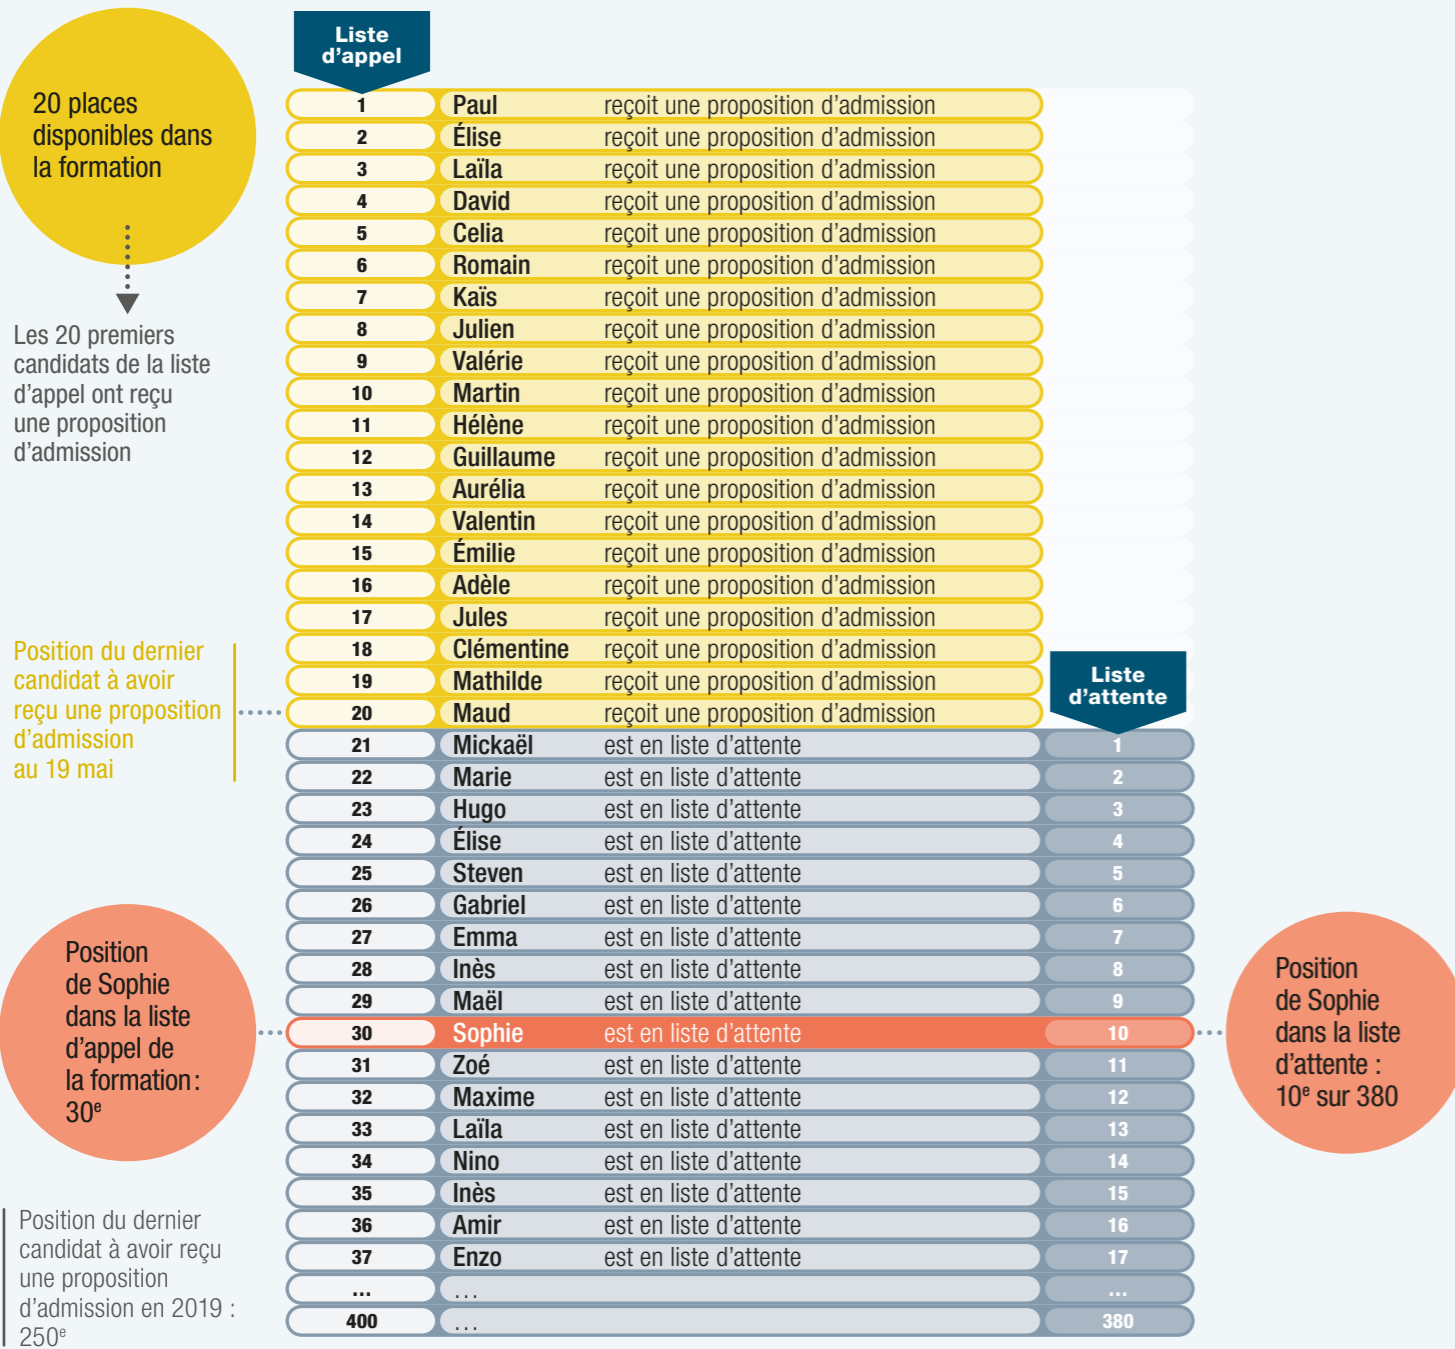 Liste
d'appel
20 places
disponibles dans
la formation
Les 20 premiers
candidats de la liste
d'appel ont reçu
une proposition
d'admission
1 Paul reçoit une proposition d'admission
2 Élise reçoit une proposition d'admission
3 Laïla reçoit une proposition d'admission
4 David reçoit une proposition d'admission
5 Celia reçoit une proposition d'admission
6 Romain reçoit une proposition d'admission
7 Kaïs reçoit une proposition d'admission
8 Julien reçoit une proposition d'admission
9 Valérie reçoit une proposition d'admission
10 Martin reçoit une proposition d'admission
11 Hélène reçoit une proposition d'admission
12 Guillaume reçoit une proposition d'admission
13 Aurélia reçoit une proposition d'admission
14 Valentin reçoit une proposition d'admission
15 Émilie reçoit une proposition d'admission
16 Adèle reçoit une proposition d'admission
17 Jules reçoit une proposition d'admission
18 Clémentine reçoit une proposition d'admission
19 Mathilde reçoit une proposition d'admission
20 Maud reçoit une proposition d'admission
Position du dernier
candidat à avoir
reçu une proposition
d'admission
au 19 mai
Liste
d'attente
21 Mickaël est en liste d'attente 1
22 Marie est en liste d'attente 2
23 Hugo est en liste d'attente 3
24 Élise est en liste d'attente 4
25 Steven est en liste d'attente 5
26 Gabriel est en liste d'attente 6
27 Emma est en liste d'attente 7
28 Inès est en liste d'attente 8
29 Maël est en liste d'attente 9
30 Sophie est en liste d'attente 10
31 Zoé est en liste d'attente 11
32 Maxime est en liste d'attente 12
33 Laïla est en liste d'attente 13
34 Nino est en liste d'attente 14
35 Inès est en liste d'attente 15
36 Amir est en liste d'attente 16
37 Enzo est en liste d'attente 17
... ... ...
400 ... 380
Position
de Sophie
dans la liste
d'appel de
la formation :
30e
Position
de Sophie
dans la liste
d'attente :
10e sur 380
Position du dernier
candidat à avoir reçu
une proposition
d'admission en 2019 :
250e